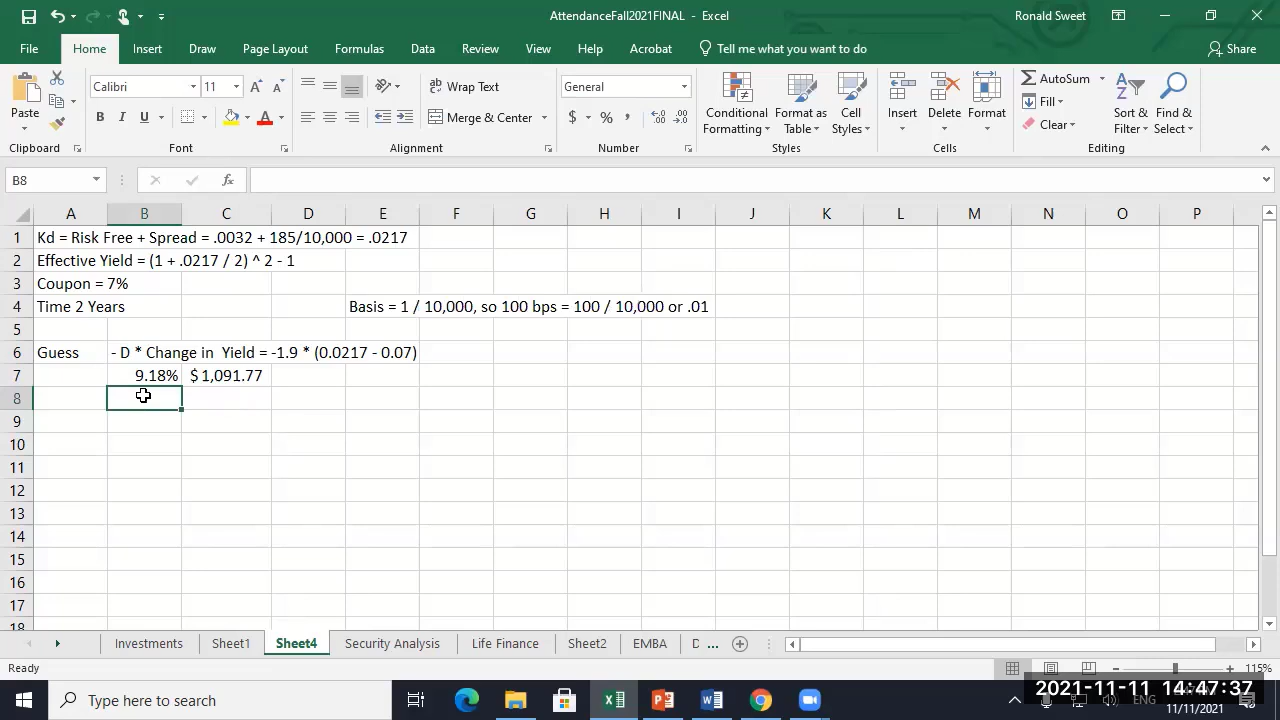 AttendanceFall2021FINAL - Excel
Ronald Sweet
File Home Insert Draw Page Layout Formulas Data Review View Help Acrobat Tell me what you want to do Share
Paste
Calibri 11
B I U
Wrap Text
Merge & Center
General
$ % ,
Conditional Formatting
Format as Table
Cell Styles
Insert
Delete
Format
AutoSum
Fill
Clear
Sort & Filter
Find & Select
Clipboard Font Alignment Number Styles Cells Editing
B8 fx
A B C D E F G H I J K L M N O P
1 Kd = Risk Free + Spread = .0032 + 185/10,000 = .0217
2 Effective Yield = (1 + .0217 / 2) ^ 2 - 1
3 Coupon = 7%
4 Time 2 Years Basis = 1 / 10,000, so 100 bps = 100 / 10,000 or .01
5
6 Guess - D * Change in Yield = -1.9 * (0.0217 - 0.07)
7 9.18% $ 1,091.77
8
9
10
11
12
13
14
15
16
17
18
Investments Sheet1 Sheet4 Security Analysis Life Finance Sheet2 EMBA D ...
Ready 115%
Type here to search
2021-11-11 14:47:37
ENG
11/11/2021